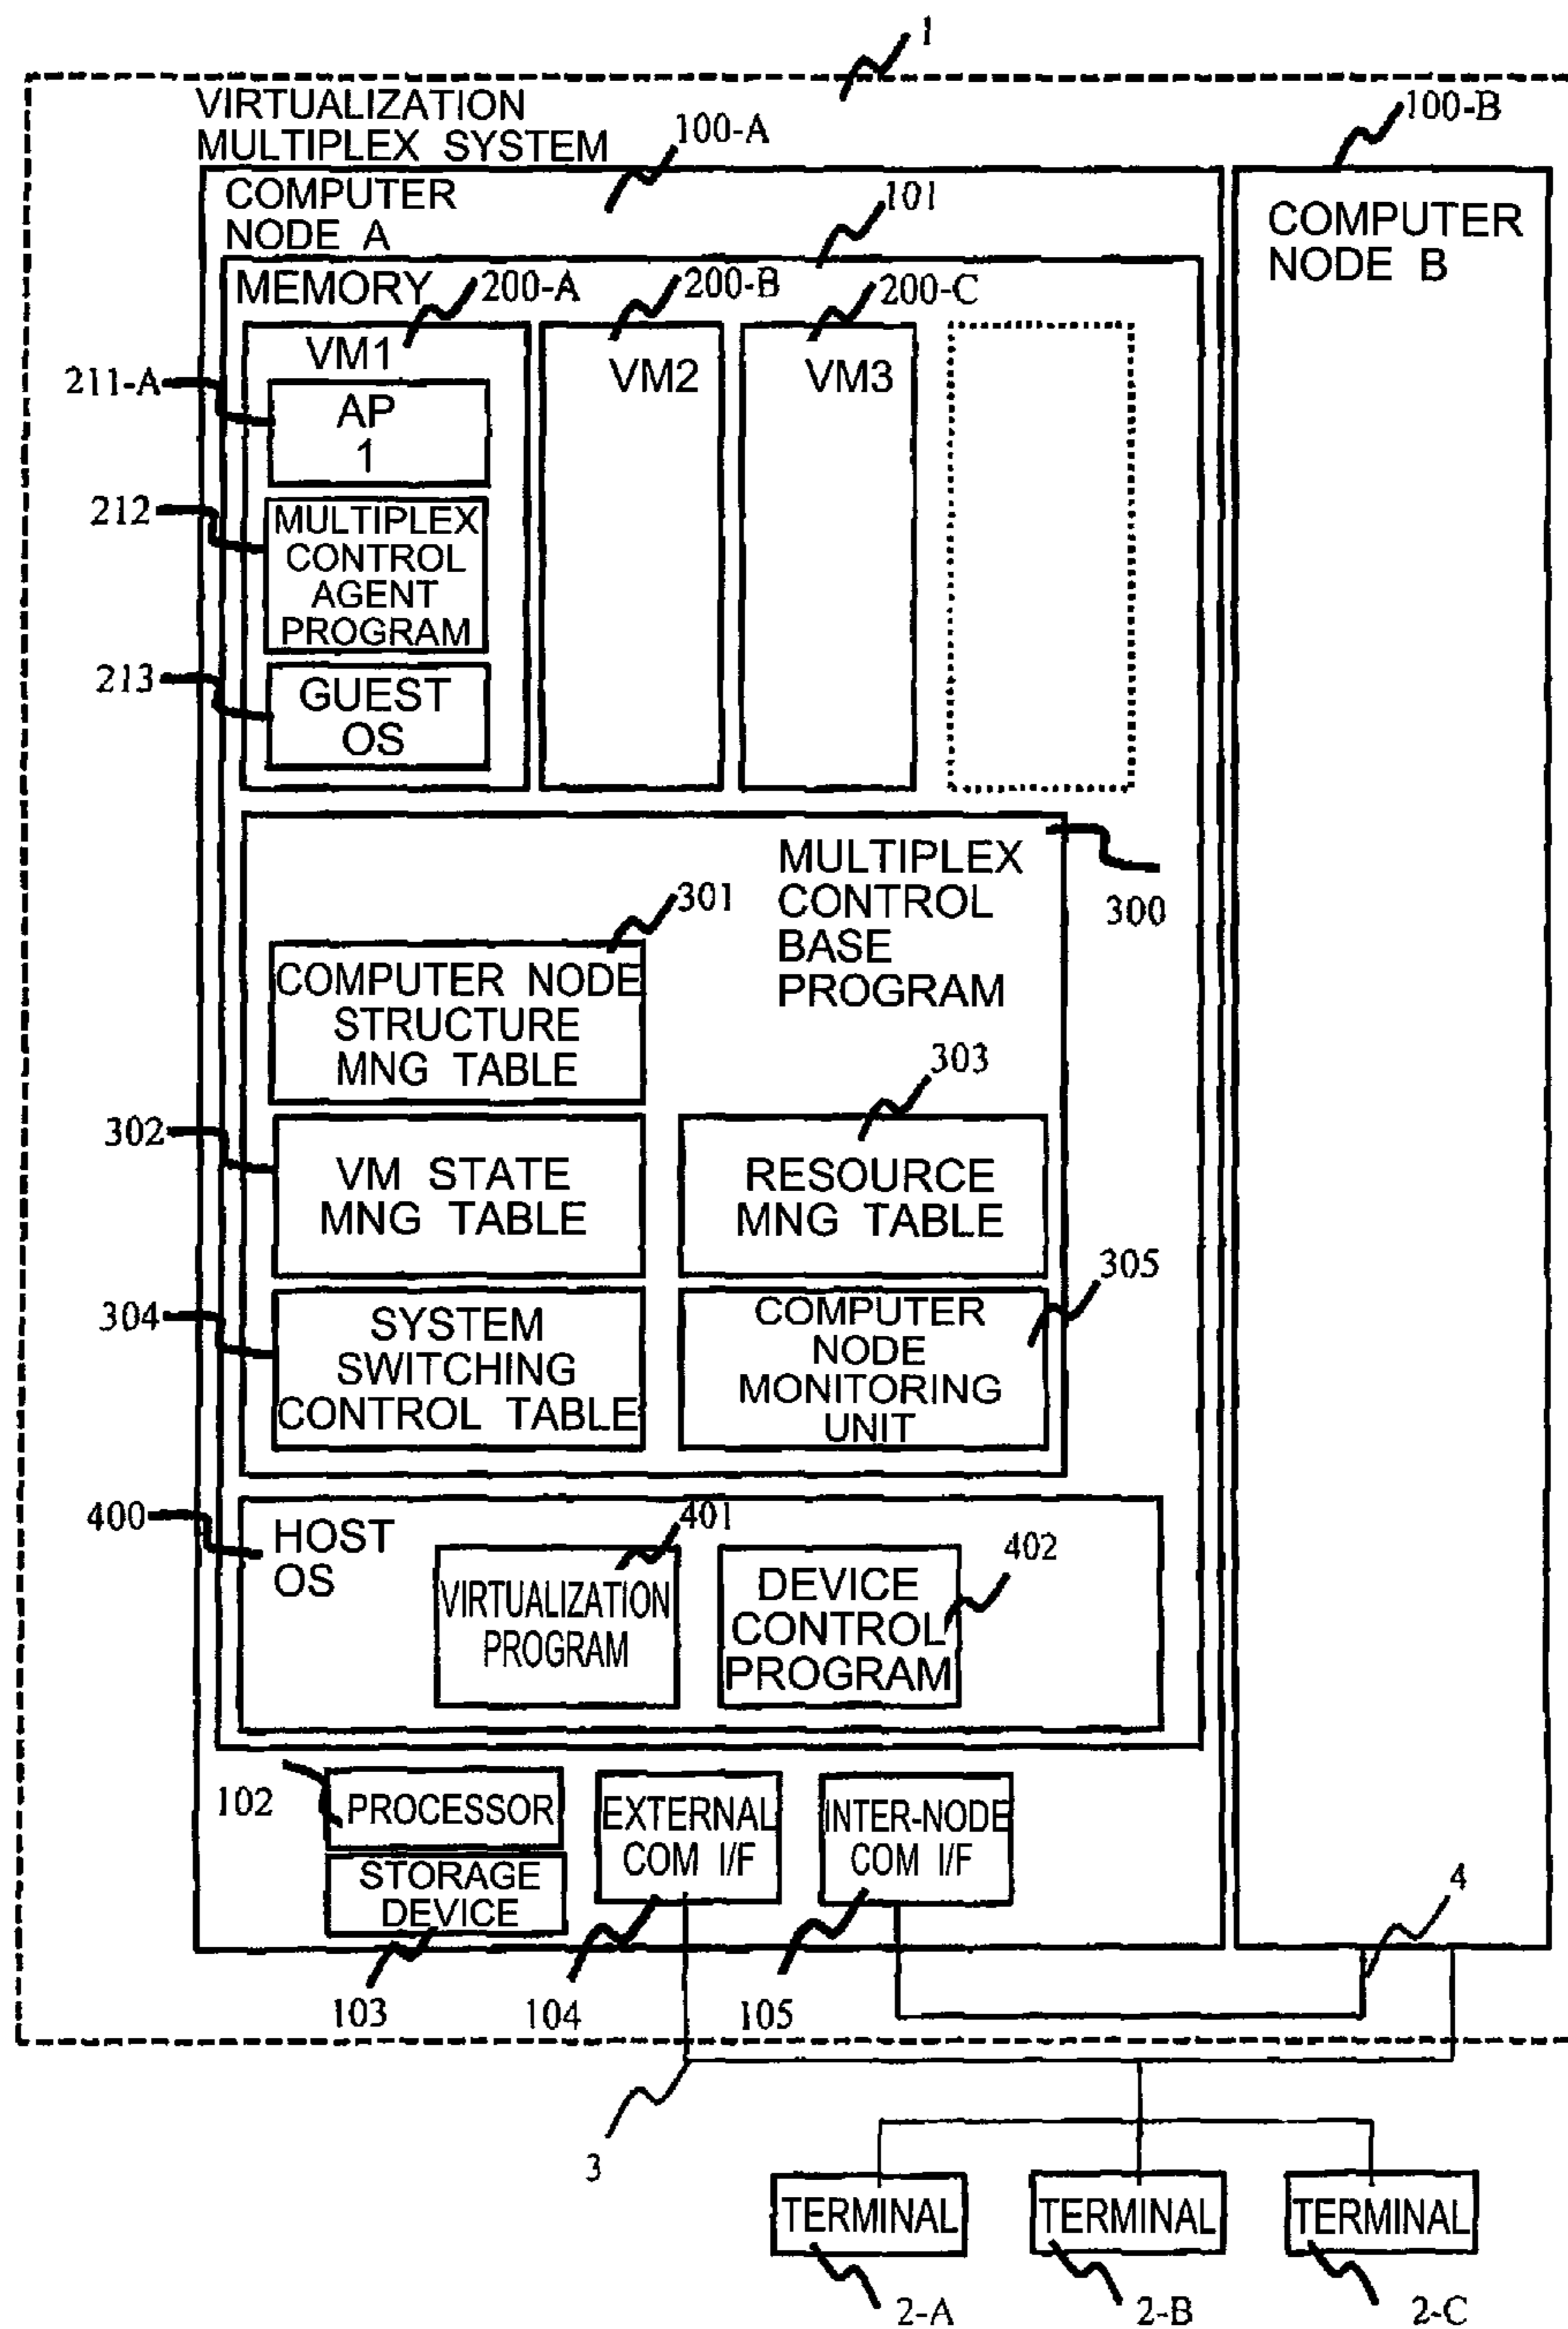 1
VIRTUALIZATION
MULTIPLEX SYSTEM
100-A
100-B
COMPUTER
NODE A
101
COMPUTER
NODE B
MEMORY
200-A
200-B
200-C
VM1
VM2
VM3
211-A
AP
1
212
MULTIPLEX
CONTROL
AGENT
PROGRAM
213
GUEST
OS
MULTIPLEX
CONTROL
BASE
PROGRAM
300
301
COMPUTER NODE
STRUCTURE
MNG TABLE
302
VM STATE
MNG TABLE
303
RESOURCE
MNG TABLE
304
SYSTEM
SWITCHING
CONTROL TABLE
305
COMPUTER
NODE
MONITORING
UNIT
400
HOST
OS
401
VIRTUALIZATION
PROGRAM
402
DEVICE
CONTROL
PROGRAM
102
PROCESSOR
EXTERNAL
COM I/F
INTER-NODE
COM I/F
STORAGE
DEVICE
4
103
104
105
3
TERMINAL
TERMINAL
TERMINAL
2-A
2-B
2-C